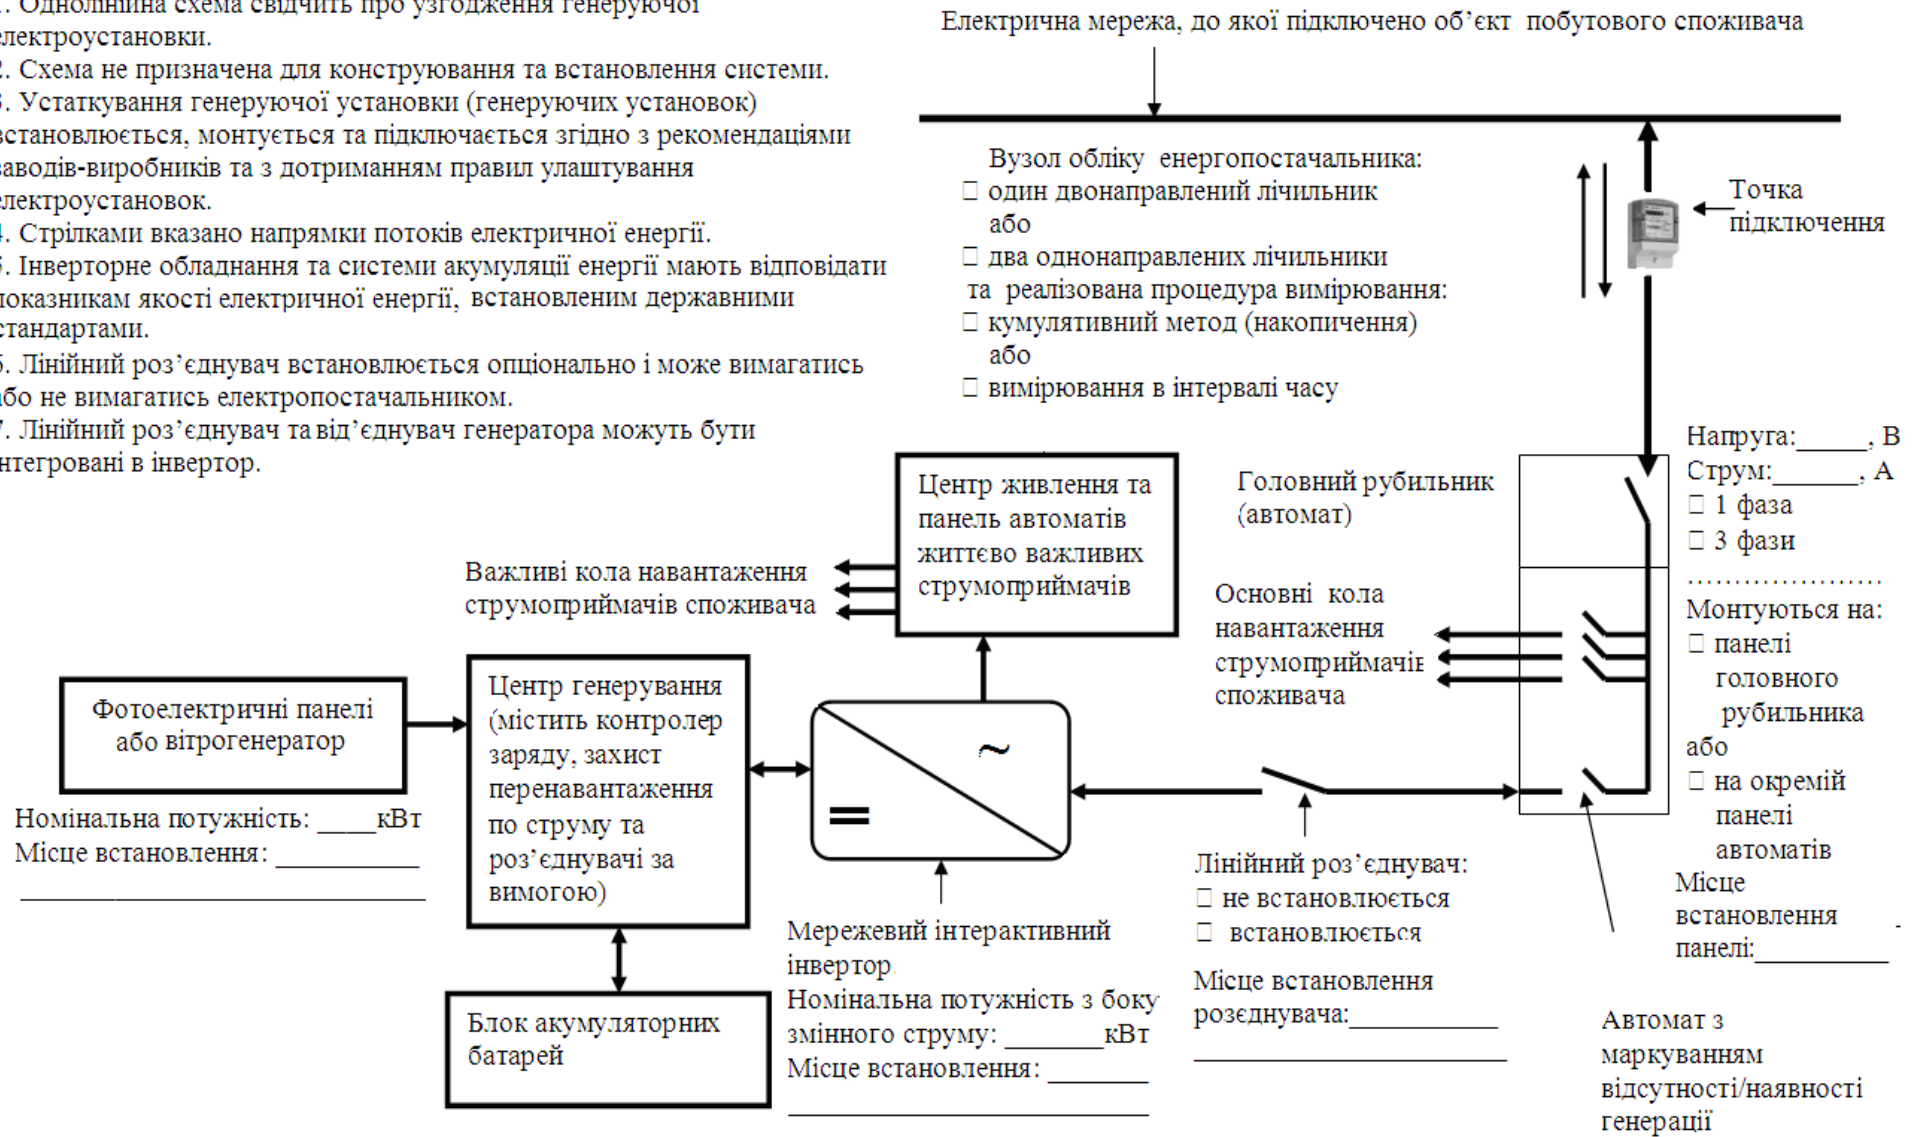 1. Однолінійна схема свідчить про узгодження генеруючої
електроустановки.
2. Схема не призначена для конструювання та встановлення системи.
3. Устаткування генеруючої установки (генеруючих установок)
встановлюється, монтується та підключається згідно з рекомендаціями
заводів-виробників та з дотриманням правил улаштування
електроустановок.
4. Стрілками вказано напрямки потоків електричної енергії.
5. Інверторне обладнання та системи акумуляції енергії мають відповідати
показникам якості електричної енергії, встановленим державними
стандартами.
6. Лінійний роз’єднувач встановлюється опціонально і може вимагатись
або не вимагатись електропостачальником.
7. Лінійний роз’єднувач та від’єднувач генератора можуть бути
інтегровані в інвертор.
Електрична мережа, до якої підключено об’єкт побутового споживача
Вузол обліку енергопостачальника:
□ один двонаправлений лічильник
або
□ два однонаправлених лічильники
та реалізована процедура вимірювання:
□ кумулятивний метод (накопичення)
або
□ вимірювання в інтервалі часу
Точка
підключення
Напруга:_____, В
Струм:______, А
□ 1 фаза
□ 3 фази
.....................
Монтуються на:
□ панелі
головного
рубильника
або
□ на окремій
панелі
автоматів
Місце
встановлення
панелі:_________
Головний рубильник
(автомат)
Основні кола
навантаження
струмоприймачів
споживача
Центр живлення та
панель автоматів
життєво важливих
струмоприймачів
Важливі кола навантаження
струмоприймачів споживача
Фотоелектричні панелі
або вітрогенератор
Номінальна потужність: ____кВт
Місце встановлення: __________
Центр генерування
(містить контролер
заряду, захист
перенавантаження
по струму та
роз’єднувачі за
вимогою)
~
=
Блок акумуляторних
батарей
Мережевий інтерактивний
інвертор
Номінальна потужність з боку
змінного струму: _______кВт
Місце встановлення: _______
Лінійний роз’єднувач:
□ не встановлюється
□ встановлюється
Місце встановлення
розєднувача:__________
Автомат з
маркуванням
відсутності/наявності
генерації